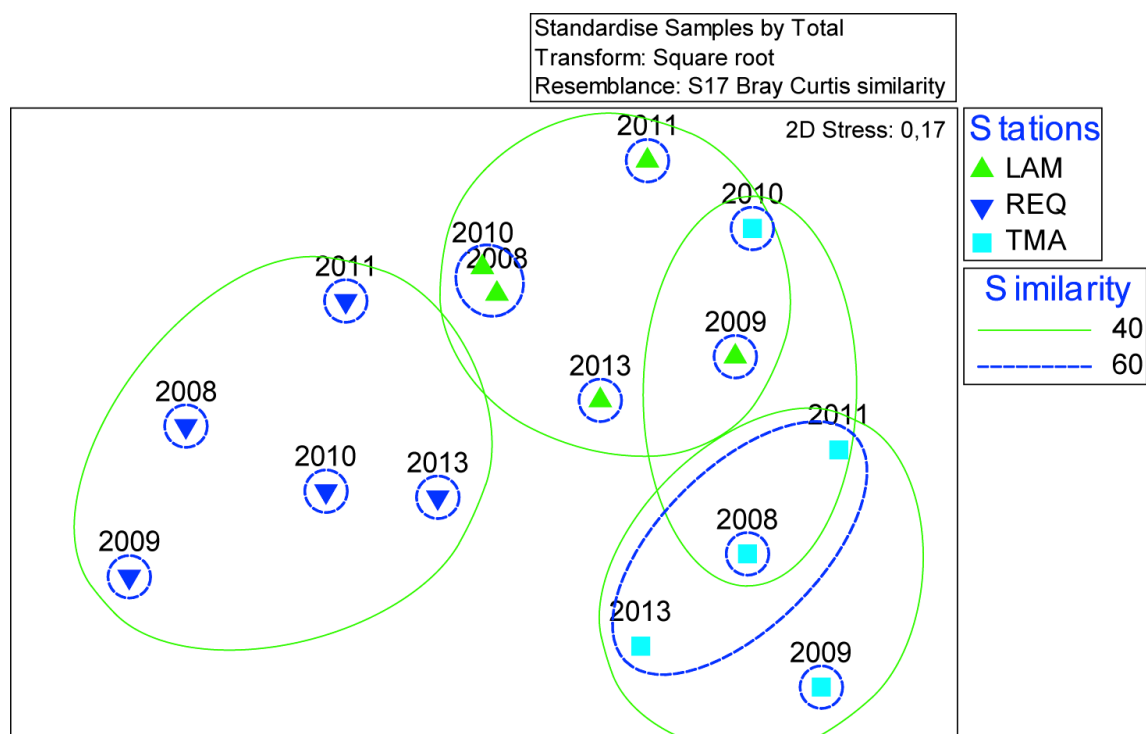 Standardise Samples by Total
Transform: Square root
Resemblance: S17 Bray Curtis similarity
2D Stress: 0,17
Stations
LAM
REQ
TMA
Similarity
40
60
2011
2010
2010
2008
2011
2009
2013
2008
2011
2010
2013
2008
2009
2013
2009